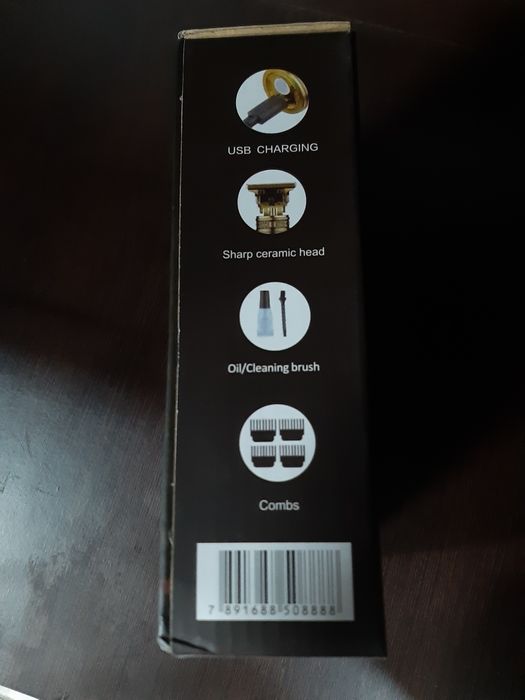 USB CHARGING
Sharp ceramic head
Oil/Cleaning brush
Combs
7 891688 508888